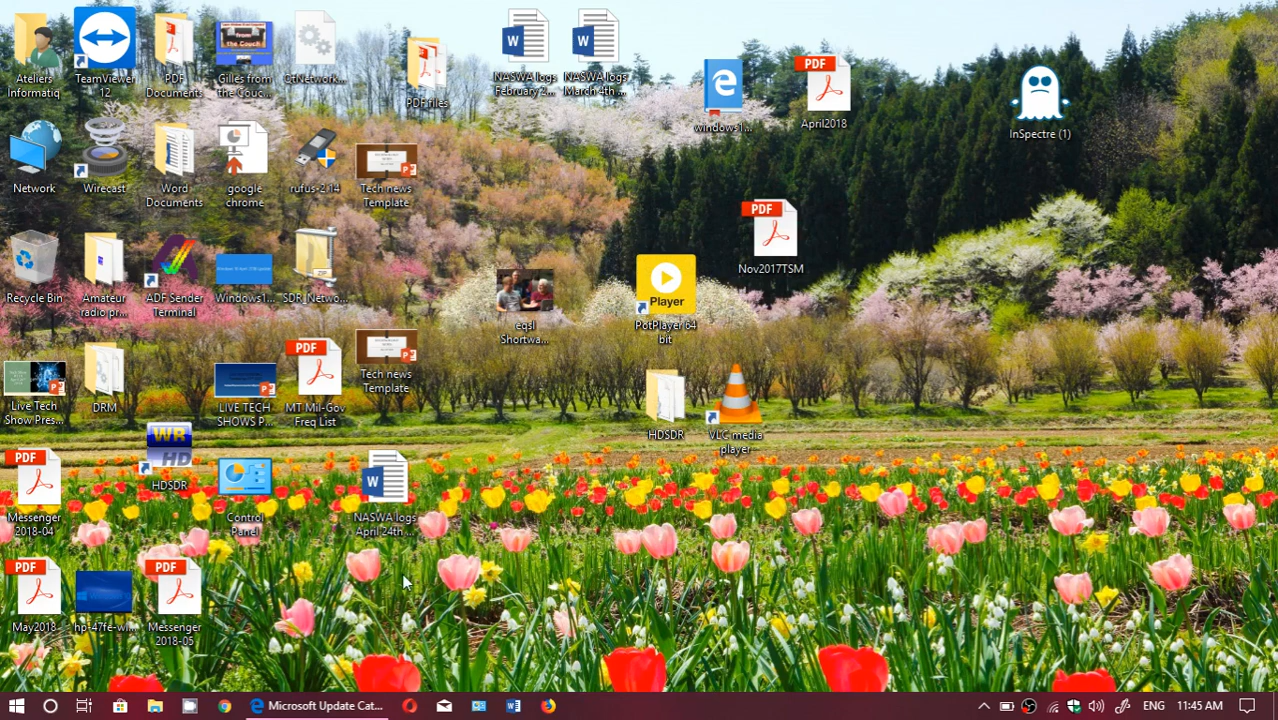 Ateliers
Informatiq
TeamViewer
12
PDF
Documents
Gilles from
the Couc...
PDF files
W
NASWA logs
February 2...
W
NASWA logs
March 4th ...
windows1...
PDF
April2018
InSpectre (1)
Network
Wirecast
Word
Documents
google
chrome
rufus-2.14
Tech news
Template
Recycle Bin
Amateur
radio pr...
ADF Sender
Terminal
Windows1...
ZIP
SDR_Netwo...
eqsl
Shortwa...
Player
PotPlayer 64
bit
PDF
Nov2017TSM
Live Tech
Show Pres...
DRM
LIVE TECH
SHOWS P...
PDF
MT Mil-Gov
Freq List
Tech news
Template
HDSDR
VLC media
player
PDF
Messenger
2018-04
WR
HD
HDSDR
Control
Panel
W
NASWA logs
April 24th ...
PDF
May2018
hp-47fe-wi...
PDF
Messenger
2018-05
Microsoft Update Cat...
ENG
11:45 AM